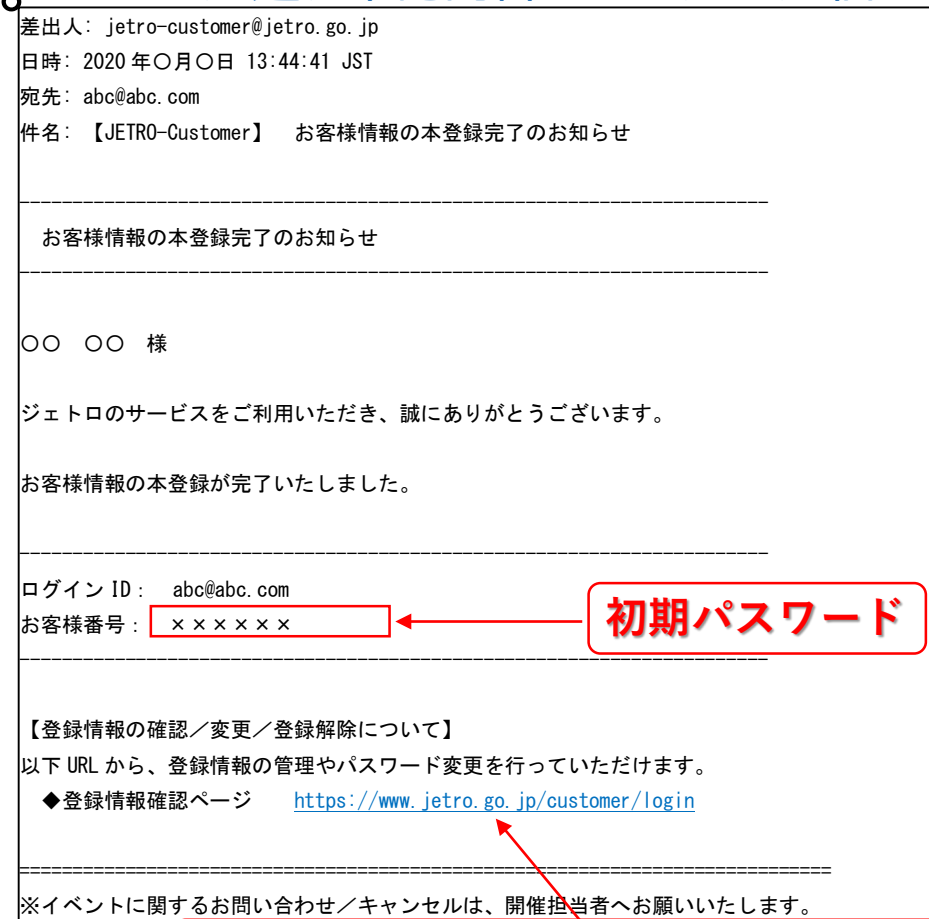 差出人: jetro-customer@jetro.go.jp
日時: 2020年〇月〇日 13:44:41 JST
宛先: abc@abc.com
件名: 【JETRO-Customer】　お客様情報の本登録完了のお知らせ
------------------------------------------------------------------------
お客様情報の本登録完了のお知らせ
------------------------------------------------------------------------
〇〇　〇〇　様
ジェトロのサービスをご利用いただき、誠にありがとうございます。
お客様情報の本登録が完了いたしました。
------------------------------------------------------------------------
ログインID：　abc@abc.com
お客様番号：　××××××
初期パスワード
------------------------------------------------------------------------
【登録情報の確認／変更／登録解除について】
以下URLから、登録情報の管理やパスワード変更を行っていただけます。
◆登録情報確認ページ　　https://www.jetro.go.jp/customer/login
==============================================================================
※イベントに関するお問い合わせ／キャンセルは、開催担当者へお願いいたします。